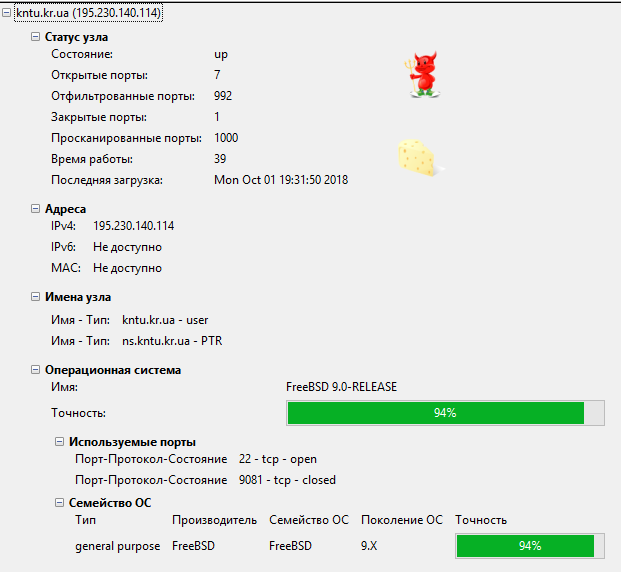 kntu.kr.ua (195.230.140.114)
Статус узла
Состояние: up
Открытые порты: 7
Отфильтрованные порты: 992
Закрытые порты: 1
Просканированные порты: 1000
Время работы: 39
Последняя загрузка: Mon Oct 01 19:31:50 2018
Адреса
IPv4: 195.230.140.114
IPv6: Не доступно
MAC: Не доступно
Имена узла
Имя - Тип: kntu.kr.ua - user
Имя - Тип: ns.kntu.kr.ua - PTR
Операционная система
Имя: FreeBSD 9.0-RELEASE
Точность: 94%
Используемые порты
Порт-Протокол-Состояние 22 - tcp - open
Порт-Протокол-Состояние 9081 - tcp - closed
Семейство ОС
Тип Производитель Семейство ОС Поколение ОС Точность
general purpose FreeBSD FreeBSD 9.X 94%